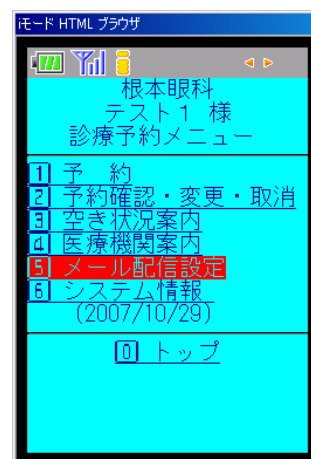 iモード HTML ブラウザ
根本眼科
テスト1 様
診療予約メニュー
1 予 約
2 予約確認・変更・取消
3 空き状況案内
4 医療機関案内
5 メール配信設定
6 システム情報
(2007/10/29)
0 トップ